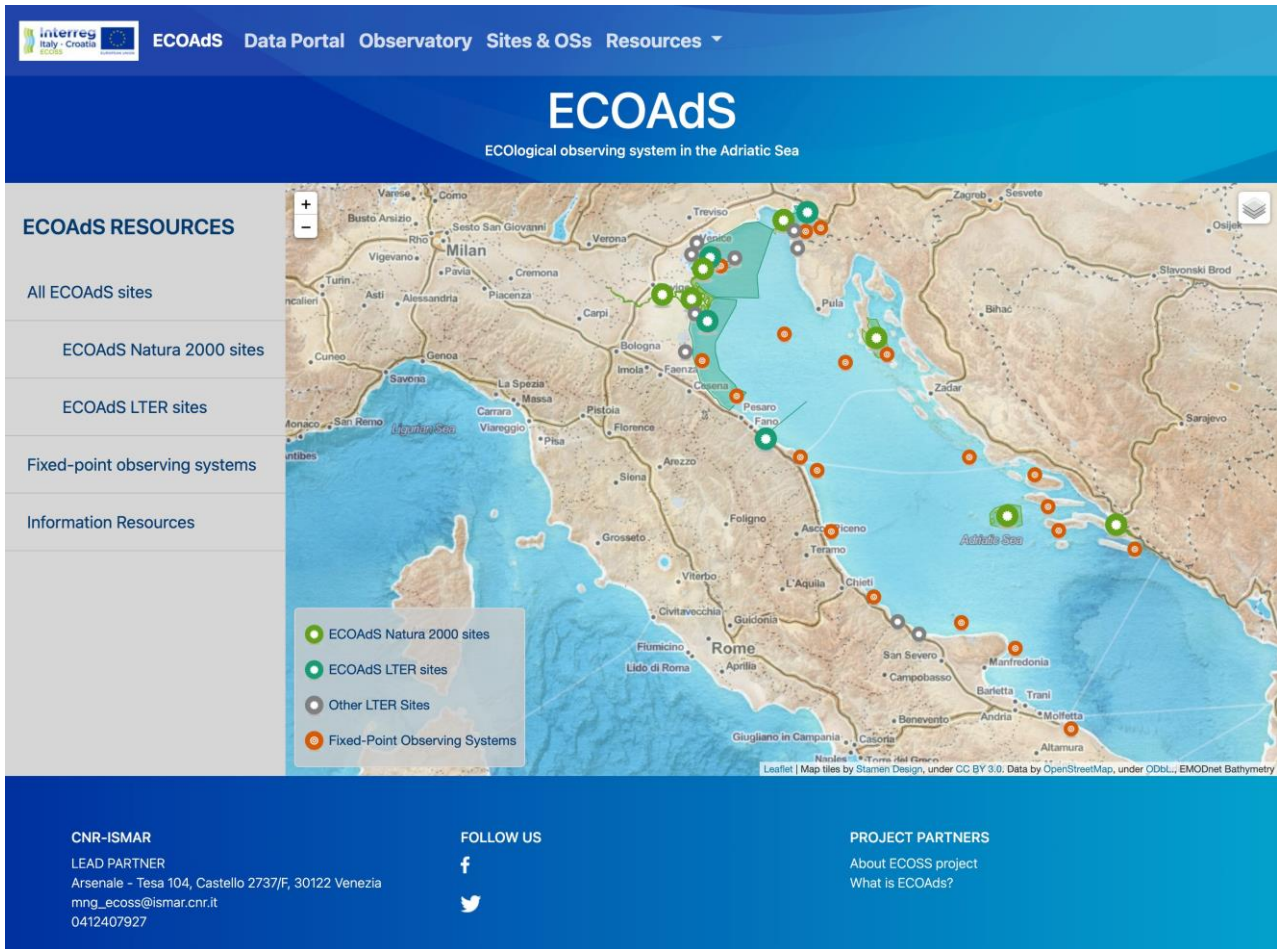 Interreg
Italy - Croatia
ECOSS
ECOAdS Data Portal Observatory Sites & OSs Resources
ECOAdS
ECOlogical observing system in the Adriatic Sea
ECOAdS RESOURCES
All ECOAdS sites
ECOAdS Natura 2000 sites
ECOAdS LTER sites
Fixed-point observing systems
Information Resources
+
−
Varese
Como
Busto Arsizio
Sesto San Giovanni
Rho
Milan
Vigevano
Pavia
Cremona
Verona
Treviso
Venice
Turin
ncalieri
Asti
Alessandria
Piacenza
Carpi
Bologna
Imola
Faenza
Cesena
Cuneo
Genoa
Savona
La Spezia
Massa
Carrara
Viareggio
Pistoia
Florence
Pisa
Monaco
San Remo
Ligurian Sea
ntibes
Pesaro
Fano
Arezzo
Siena
Foligno
Grosseto
Ascoli Piceno
Teramo
Viterbo
L'Aquila
Chieti
Civitavecchia
Guidonia
Fiumicino
Rome
Lido di Roma
Aprilia
San Severo
Campobasso
Manfredonia
Barletta
Trani
Andria
Molfetta
Benevento
Altamura
Giugliano in Campania
Casoria
Naples
Torre del Greco
Zagreb
Sesvete
Osijek
Slavonski Brod
Pula
Bihac
Zadar
Sarajevo
Adriatic Sea
ECOAdS Natura 2000 sites
ECOAdS LTER sites
Other LTER Sites
Fixed-Point Observing Systems
Leaflet | Map tiles by Stamen Design, under CC BY 3.0. Data by OpenStreetMap, under ODbL., EMODnet Bathymetry
CNR-ISMAR
LEAD PARTNER
Arsenale - Tesa 104, Castello 2737/F, 30122 Venezia
mng_ecoss@ismar.cnr.it
0412407927
FOLLOW US
PROJECT PARTNERS
About ECOSS project
What is ECOAds?